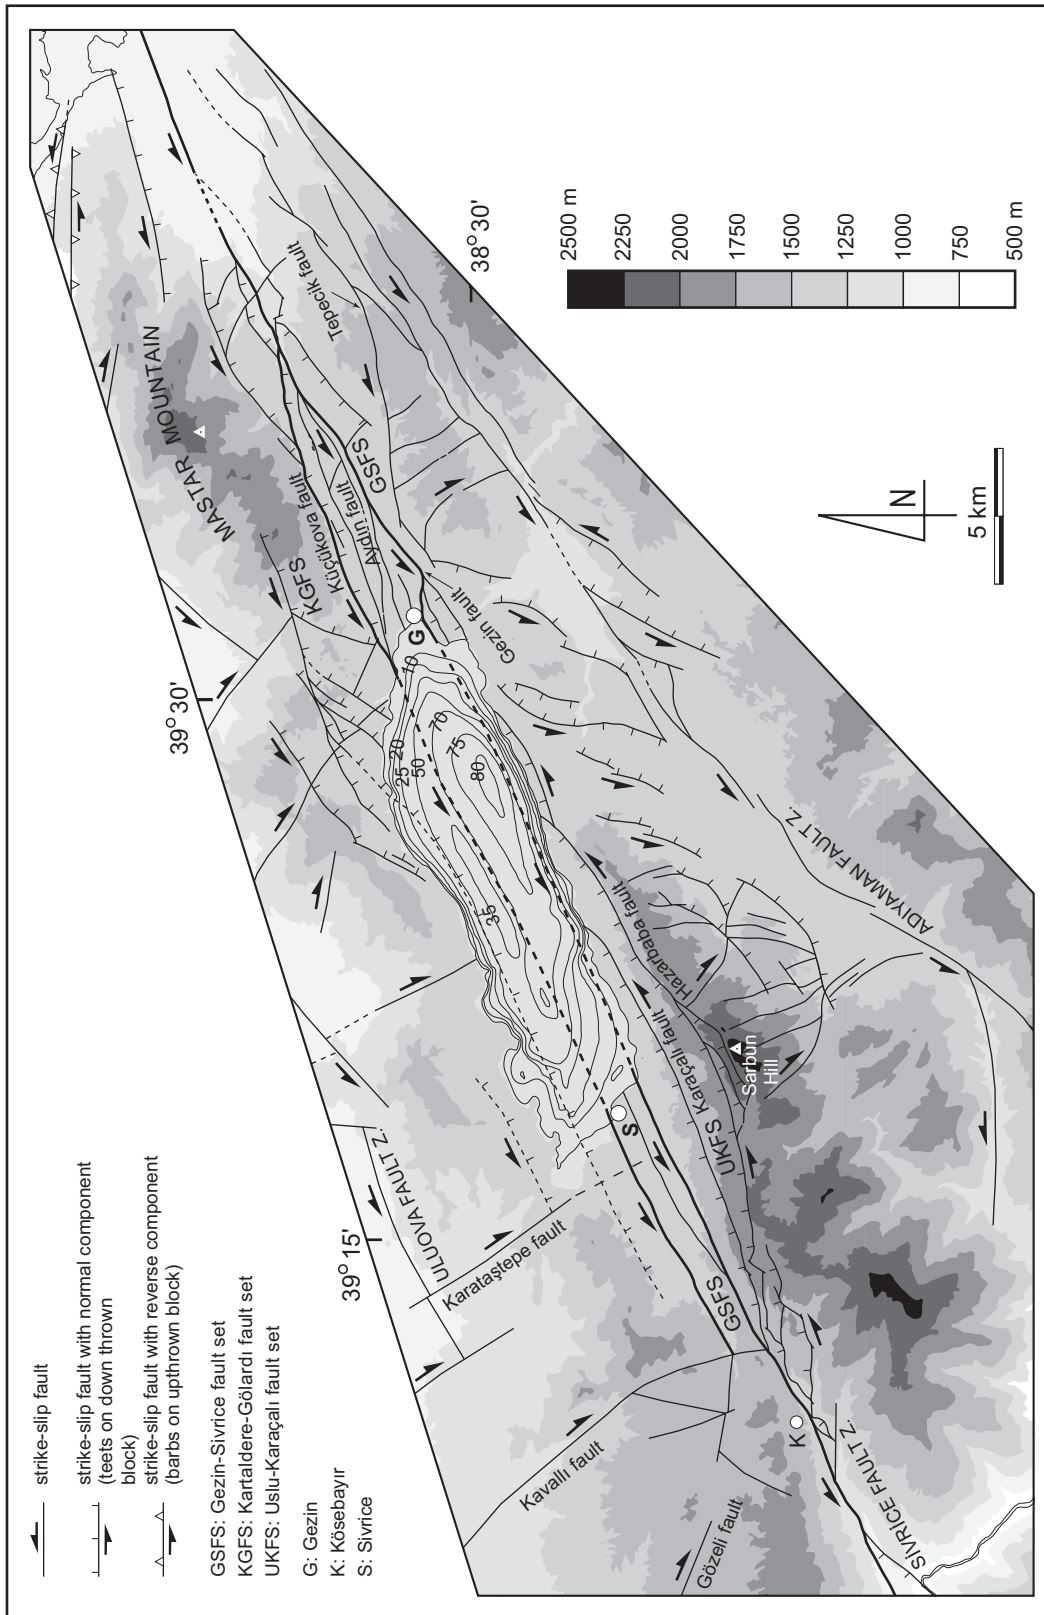 strike-slip fault
strike-slip fault with normal component
(teets on down thrown
block)
strike-slip fault with reverse component
(barbs on upthrown block)
GSFS: Gezin-Sivrice fault set
KGFS: Kartaldere-Gölardı fault set
UKFS: Uslu-Karaçalı fault set
G: Gezin
K: Kösebayır
S: Sivrice
39°15'
39°30'
38°30'
ULUOVA FAULT Z.
Karataştepe fault
Kavallı fault
Gözeli fault
SİVRİCE FAULT Z.
K
GSFS
S
UKFS Karaçalı fault
Hazarbaba fault
Sarbun
Hill
ADIYAMAN FAULT Z.
35
25
20
50
70
75
80
10
G
Gezin fault
KGFS
Küçükova fault
Aydın fault
GSFS
Tepecik fault
MASTAR MOUNTAIN
N
5 km
2500 m
2250
2000
1750
1500
1250
1000
750
500 m